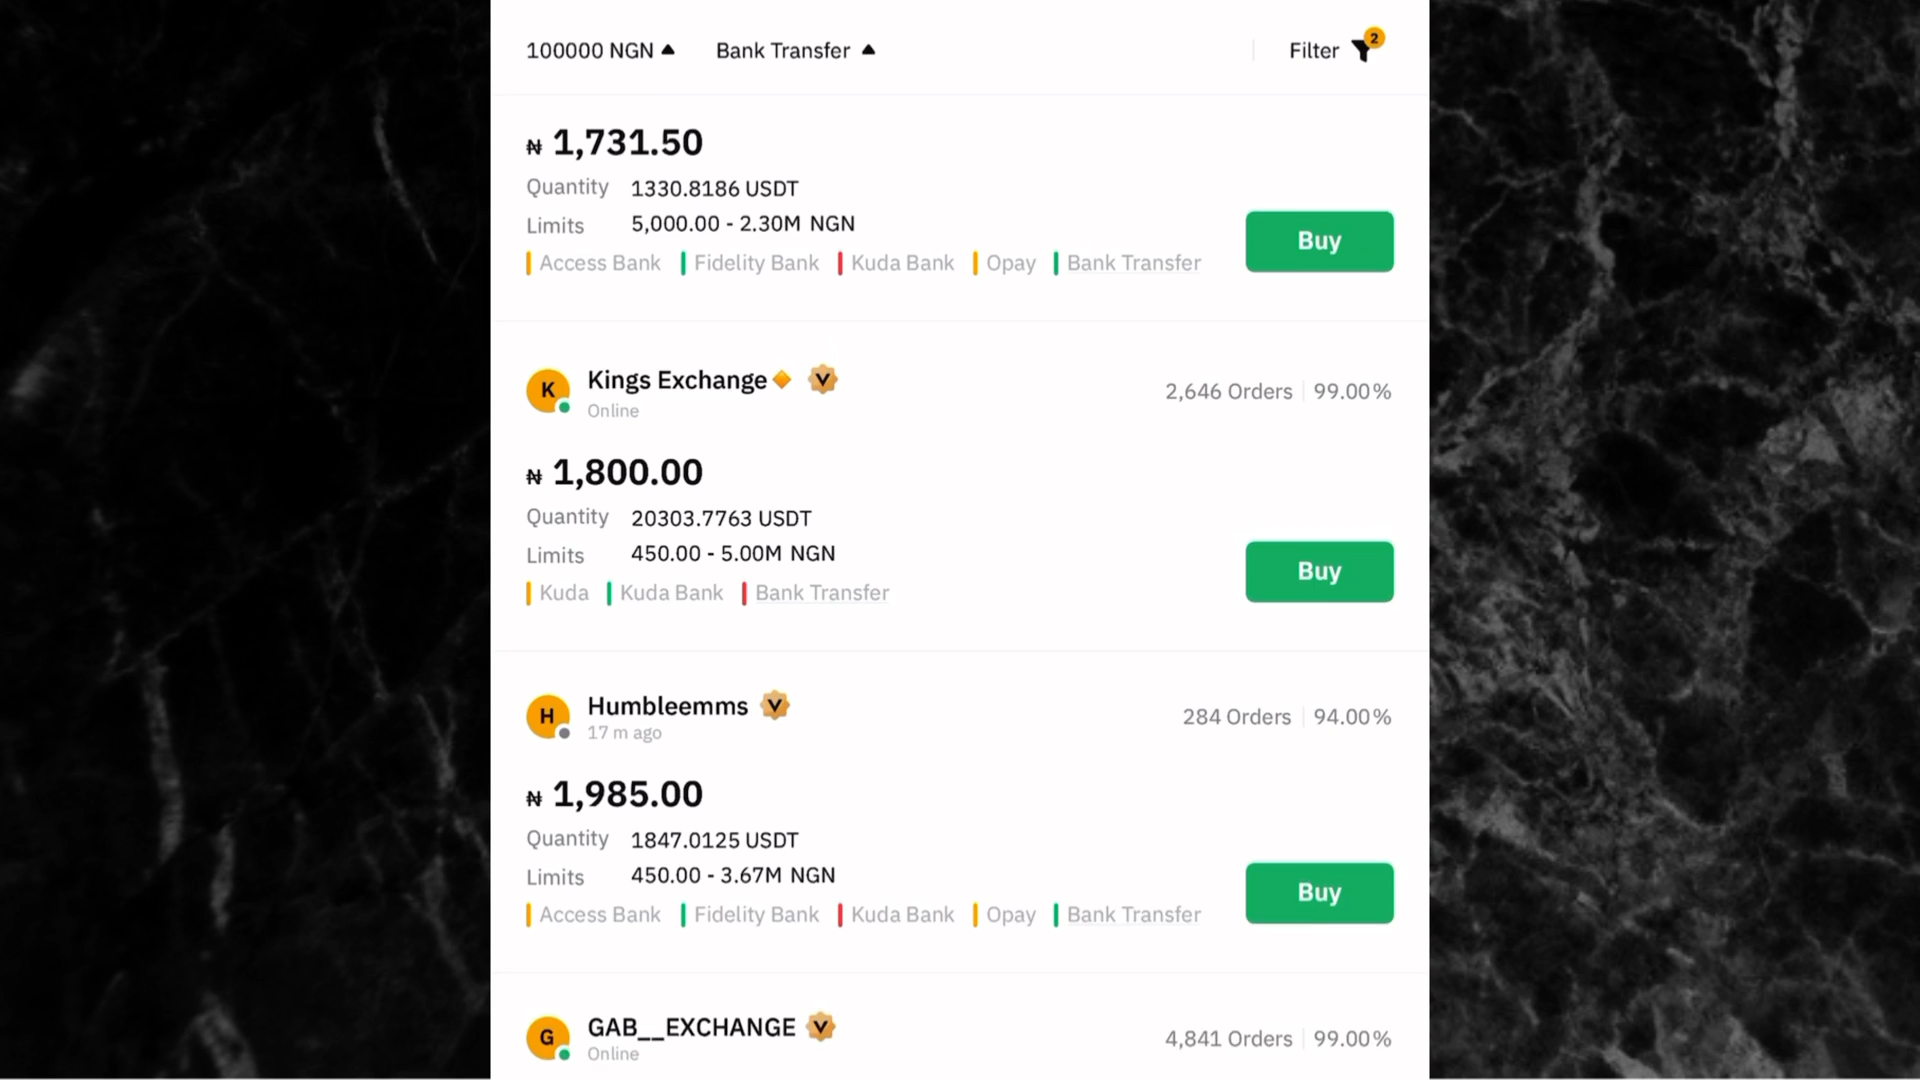 100000 NGN Bank Transfer Filter 2
₦ 1,731.50
Quantity 1330.8186 USDT
Limits 5,000.00 - 2.30M NGN
Access Bank Fidelity Bank Kuda Bank Opay Bank Transfer
Buy
K Kings Exchange V 2,646 Orders 99.00%
Online
₦ 1,800.00
Quantity 20303.7763 USDT
Limits 450.00 - 5.00M NGN
Kuda Kuda Bank Bank Transfer
Buy
H Humbleemms V 284 Orders 94.00%
17 m ago
₦ 1,985.00
Quantity 1847.0125 USDT
Limits 450.00 - 3.67M NGN
Access Bank Fidelity Bank Kuda Bank Opay Bank Transfer
Buy
G GAB__EXCHANGE V 4,841 Orders 99.00%
Online